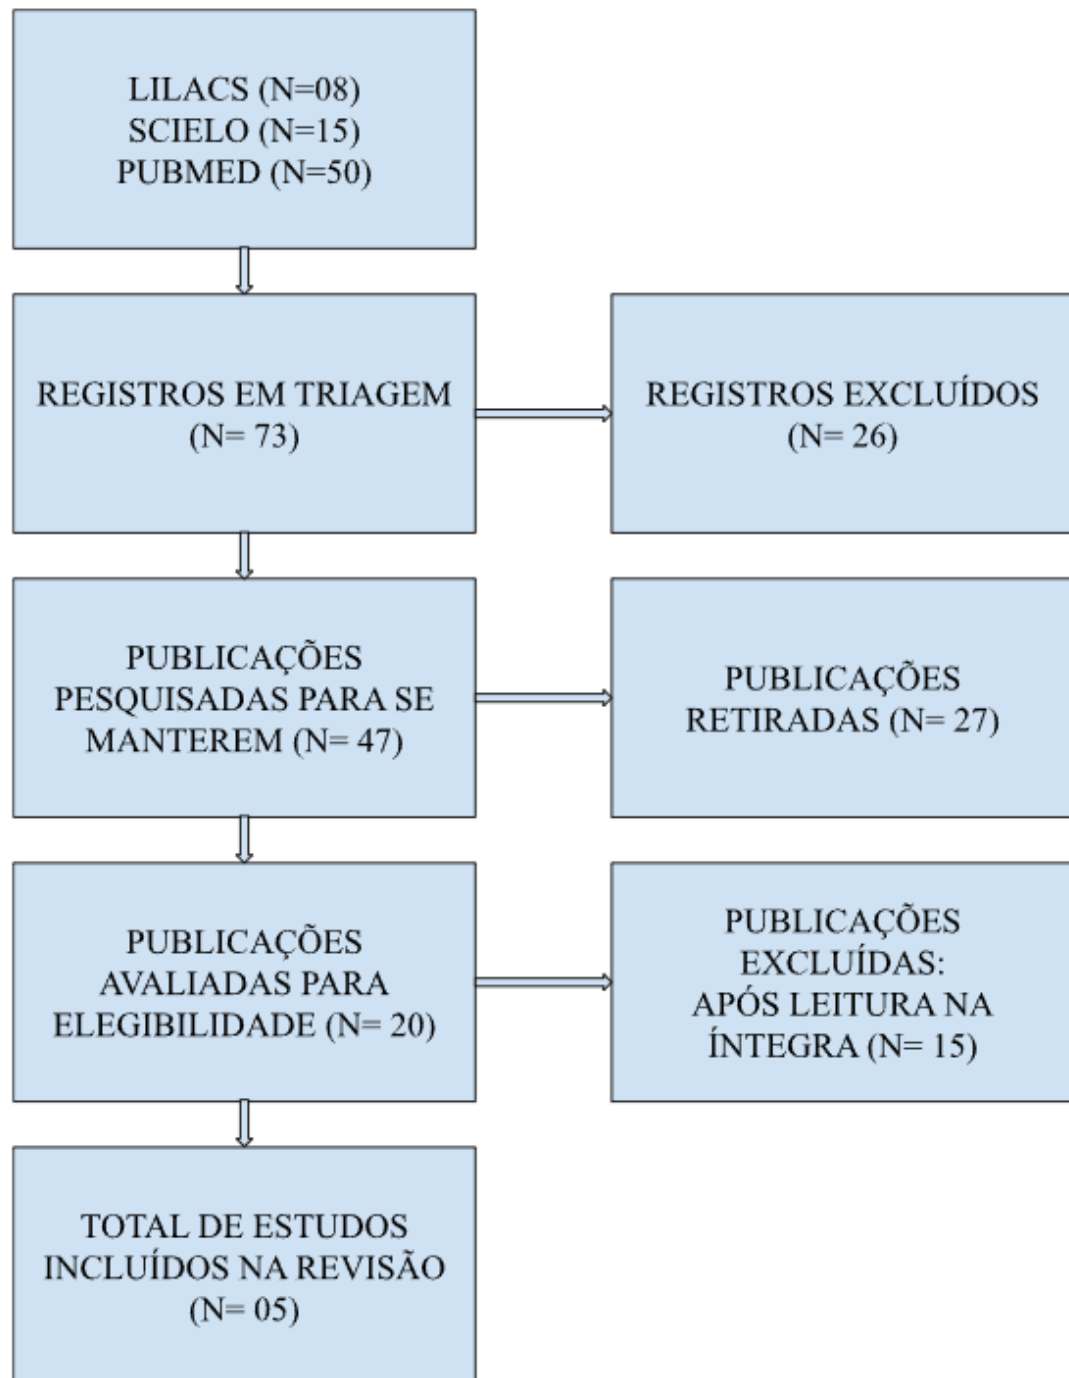 LILACS (N=08)
SCIELO (N=15)
PUBMED (N=50)
REGISTROS EM TRIAGEM
(N= 73)
REGISTROS EXCLUÍDOS
(N= 26)
PUBLICAÇÕES
PESQUISADAS PARA SE
MANTEREM (N= 47)
PUBLICAÇÕES
RETIRADAS (N= 27)
PUBLICAÇÕES
AVALIADAS PARA
ELEGIBILIDADE (N= 20)
PUBLICAÇÕES
EXCLUÍDAS:
APÓS LEITURA NA
ÍNTEGRA (N= 15)
TOTAL DE ESTUDOS
INCLUÍDOS NA REVISÃO
(N= 05)